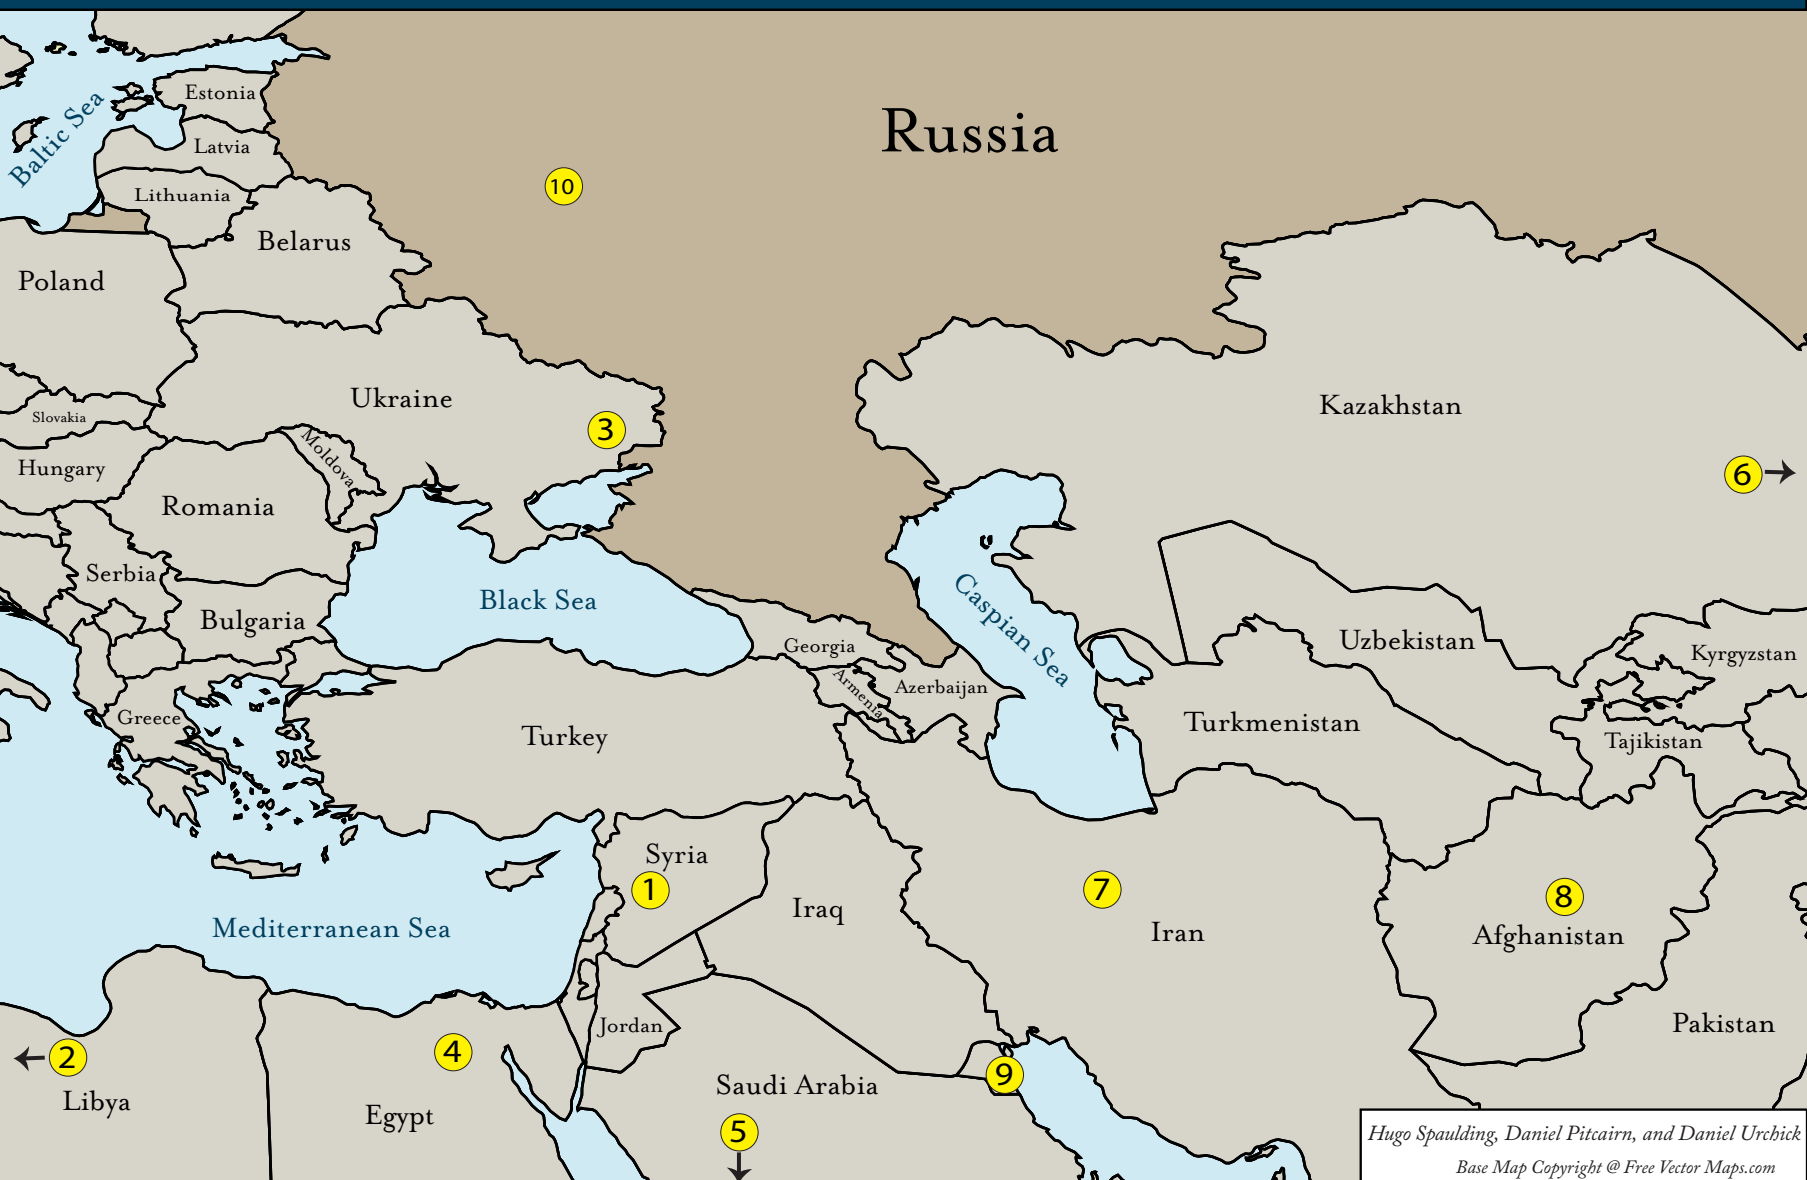 Estonia
Baltic Sea
Latvia
Russia
10
Lithuania
Belarus
Poland
Ukraine
Kazakhstan
Slovakia
3
Moldova
Hungary
6
Romania
Serbia
Black Sea
Caspian Sea
Bulgaria
Georgia
Uzbekistan
Kyrgyzstan
Armenia
Azerbaijan
Greece
Turkey
Turkmenistan
Tajikistan
Syria
1
7
8
Iraq
Mediterranean Sea
Iran
Afghanistan
Jordan
Pakistan
2
4
9
Saudi Arabia
Libya
Egypt
5
Hugo Spaulding, Daniel Pitcairn, and Daniel Urchick
Base Map Copyright @ Free Vector Maps.com